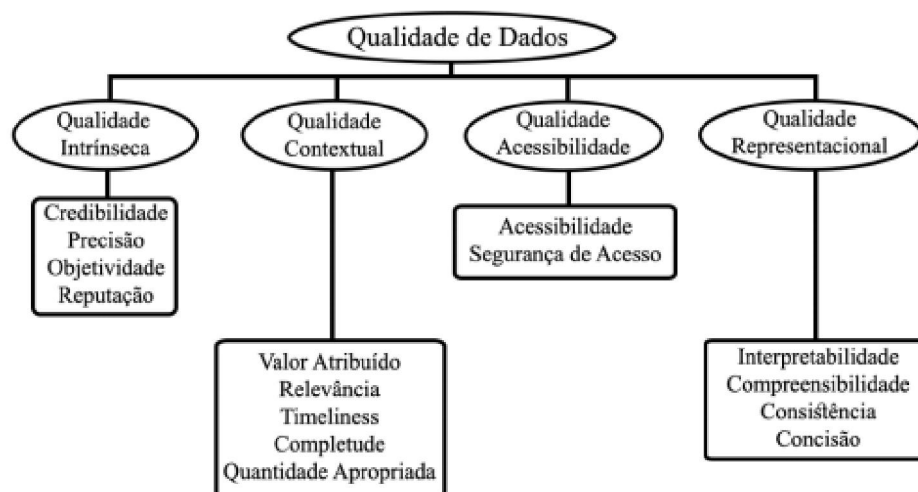 Qualidade de Dados
Qualidade
Intrínseca
Qualidade
Contextual
Qualidade
Acessibilidade
Qualidade
Representacional
Credibilidade
Precisão
Objetividade
Reputação
Valor Atribuído
Relevância
Timeliness
Completude
Quantidade Apropriada
Acessibilidade
Segurança de Acesso
Interpretabilidade
Compreensibilidade
Consistência
Concisão